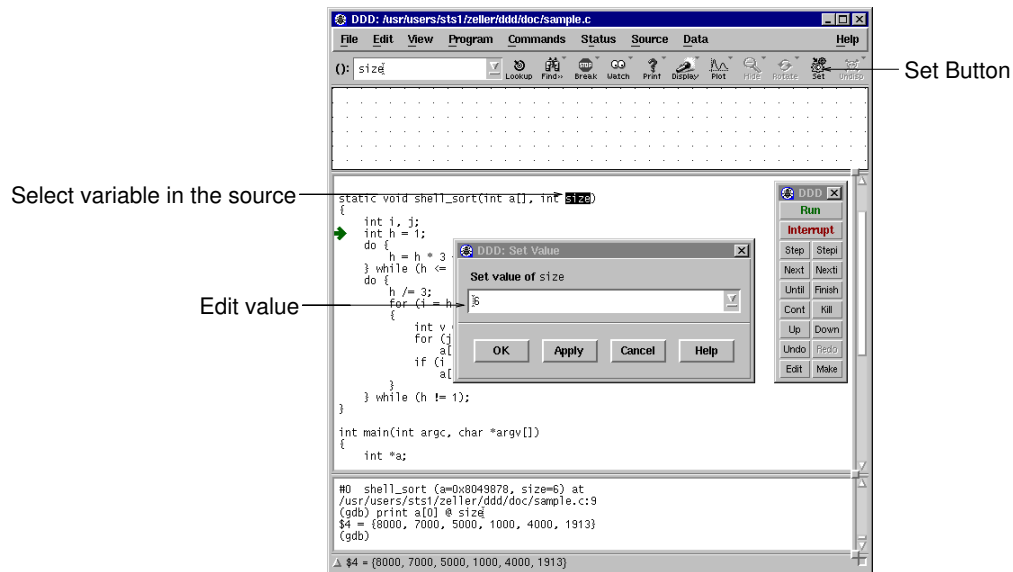 DDD: /usr/users/sts1/zeller/ddd/doc/sample.c
File Edit View Program Commands Status Source Data Help
(): size
Lookup Find>> Break Watch Print Display Plot Hide Rotate Set Undisp
Set Button
Select variable in the source
static void shell_sort(int a[], int size)
{
int i, j;
int h = 1;
do {
h = h * 3
} while (h <=
do {
h /= 3;
for (i = h
{
int v
for (j
a[
if (i
a[
}
} while (h != 1);
}
int main(int argc, char *argv[])
{
int *a;
DDD: Set Value
Set value of size
Edit value
6
OK Apply Cancel Help
DDD
Run
Interrupt
Step Stepi
Next Nexti
Until Finish
Cont Kill
Up Down
Undo Redo
Edit Make
#0 shell_sort (a=0x8049878, size=6) at
/usr/users/sts1/zeller/ddd/doc/sample.c:9
(gdb) print a[0] @ size
$4 = {8000, 7000, 5000, 1000, 4000, 1913}
(gdb)
$4 = {8000, 7000, 5000, 1000, 4000, 1913}